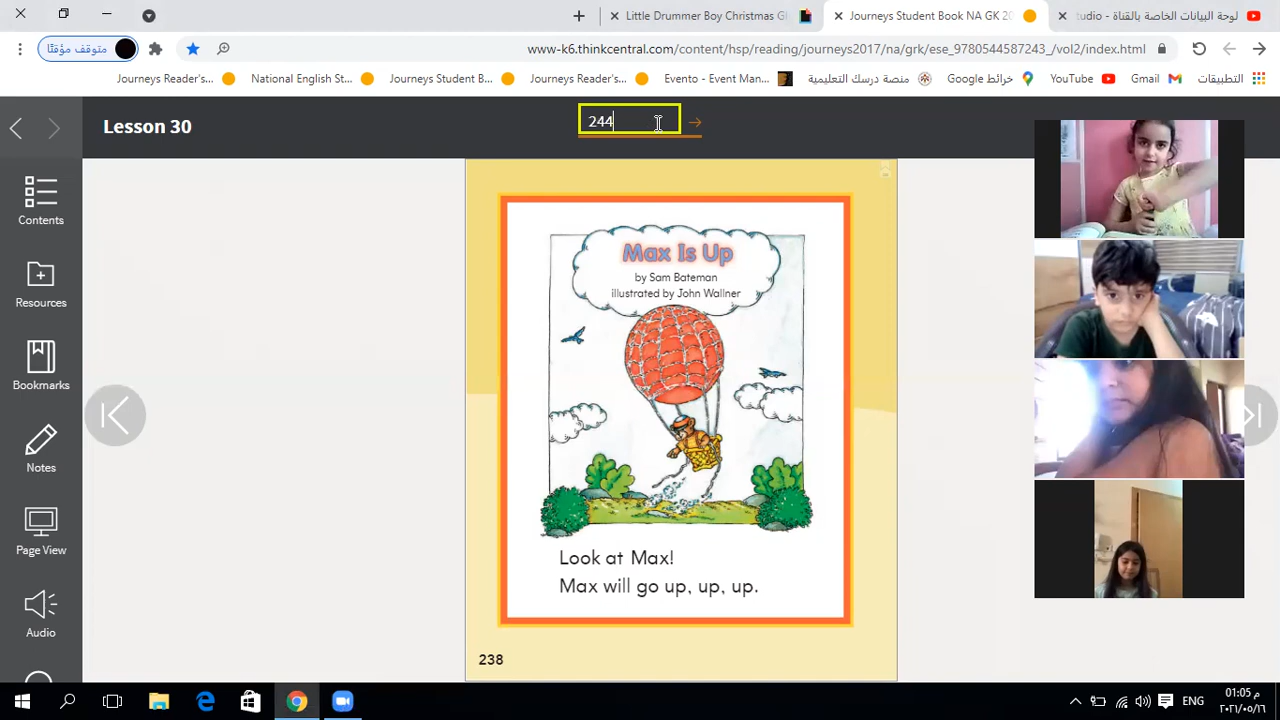 Little Drummer Boy Christmas G
Journeys Student Book NA GK 20
لوحة البيانات الخاصة بالقناة - tudio
متوقف مؤقتًا
www-k6.thinkcentral.com/content/hsp/reading/journeys2017/na/grk/ese_9780544587243_/vol2/index.html
Journeys Reader's...
National English St...
Journeys Student B...
Journeys Reader's...
Evento - Event Man...
منصة درسك التعليمية
خرائط Google
YouTube
Gmail
التطبيقات
Lesson 30
244
Contents
Resources
Bookmarks
Notes
Page View
Audio
Max Is Up
by Sam Bateman
illustrated by John Wallner
Look at Max!
Max will go up, up, up.
238
ENG
01:05 م
٢٠٢١/٠٥/١٦